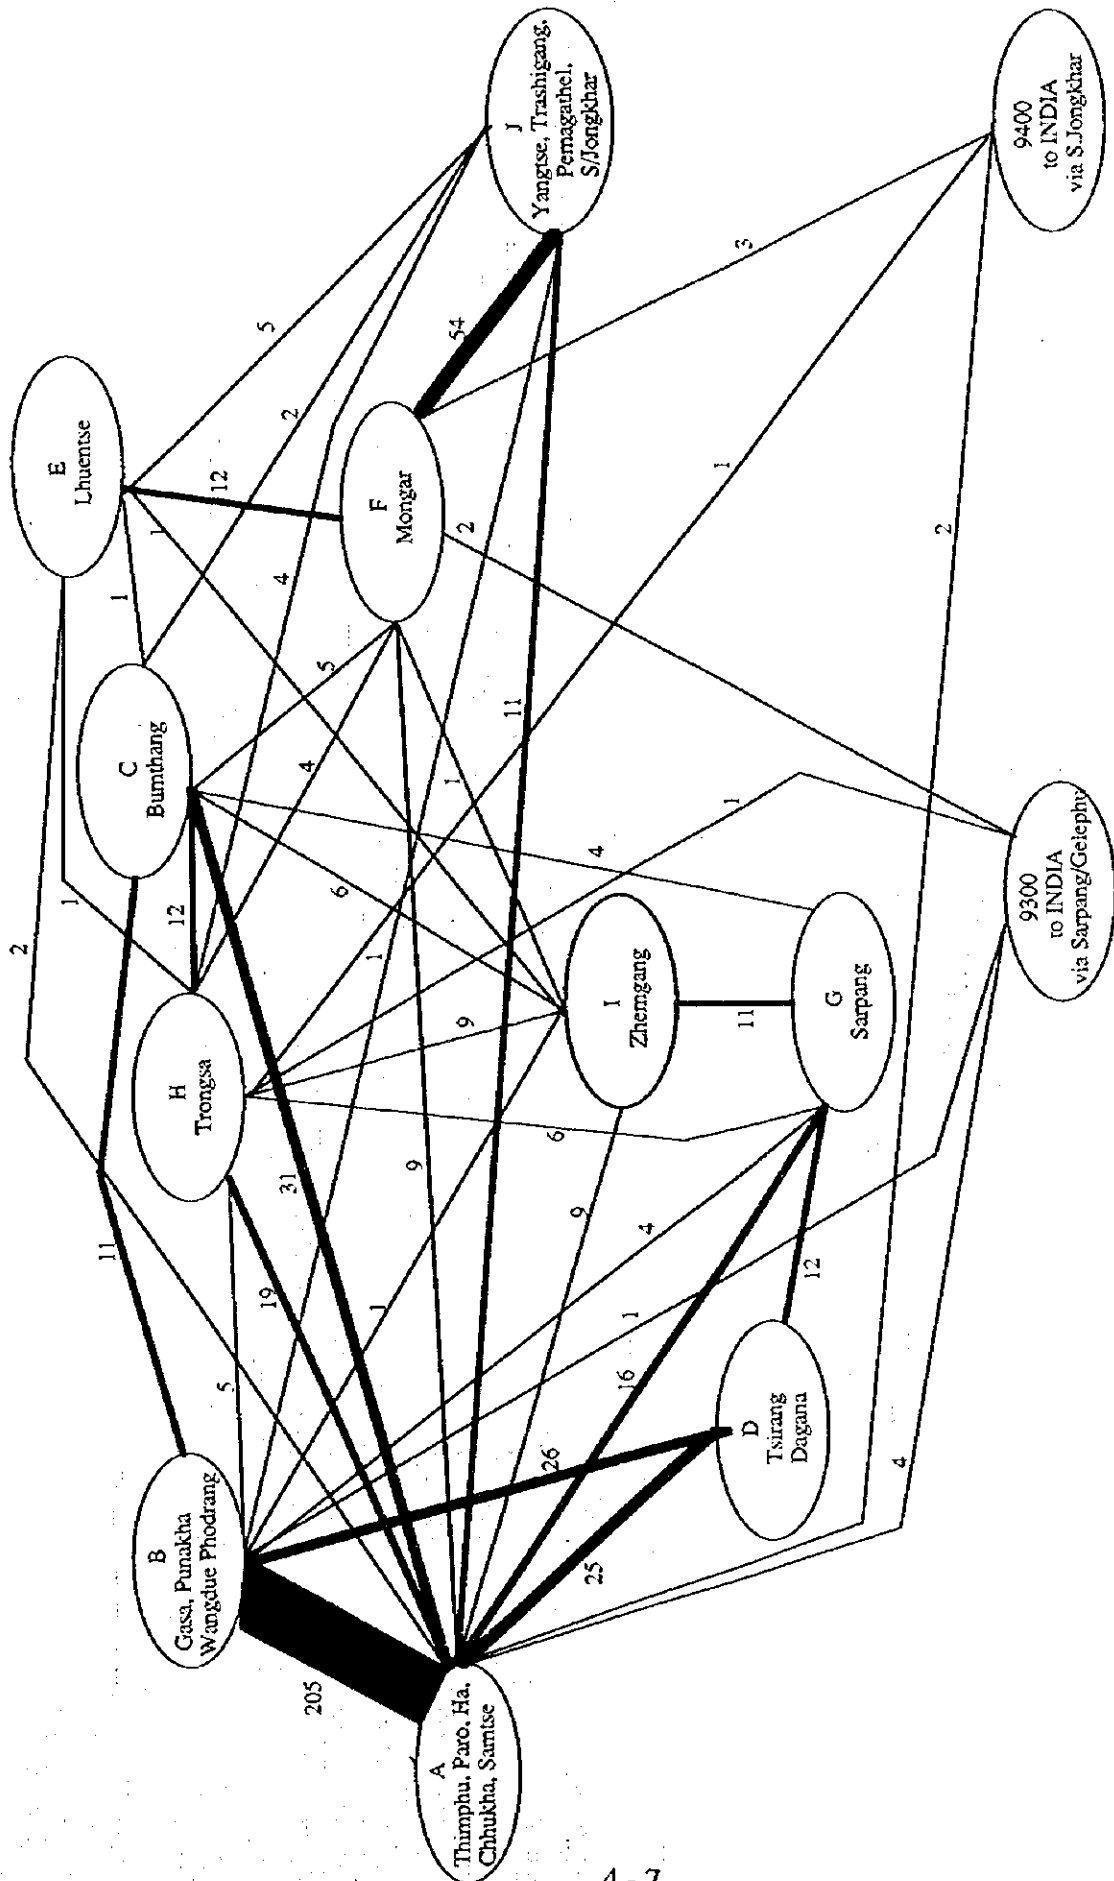 A
Thimphu, Paro, Ha,
Chhukha, Samtse
B
Gasa, Punakha
Wangdue Phodrang
H
Trongsa
C
Bumthang
E
Lhuentse
F
Mongar
J
Yangtse, Trashigang,
Pemagathel,
S/Jongkhar
I
Zhemgang
G
Sarpang
D
Tsirang
Dagana
9300
to INDIA
via Sarpang/Gelephu
9400
to INDIA
via S.Jongkhar
205
11
2
1
12
1
1
12
5
2
4
5
4
54
3
2
1
11
2
1
6
9
1
4
1
31
19
5
9
1
6
9
11
4
1
12
16
26
25
4
A - 7